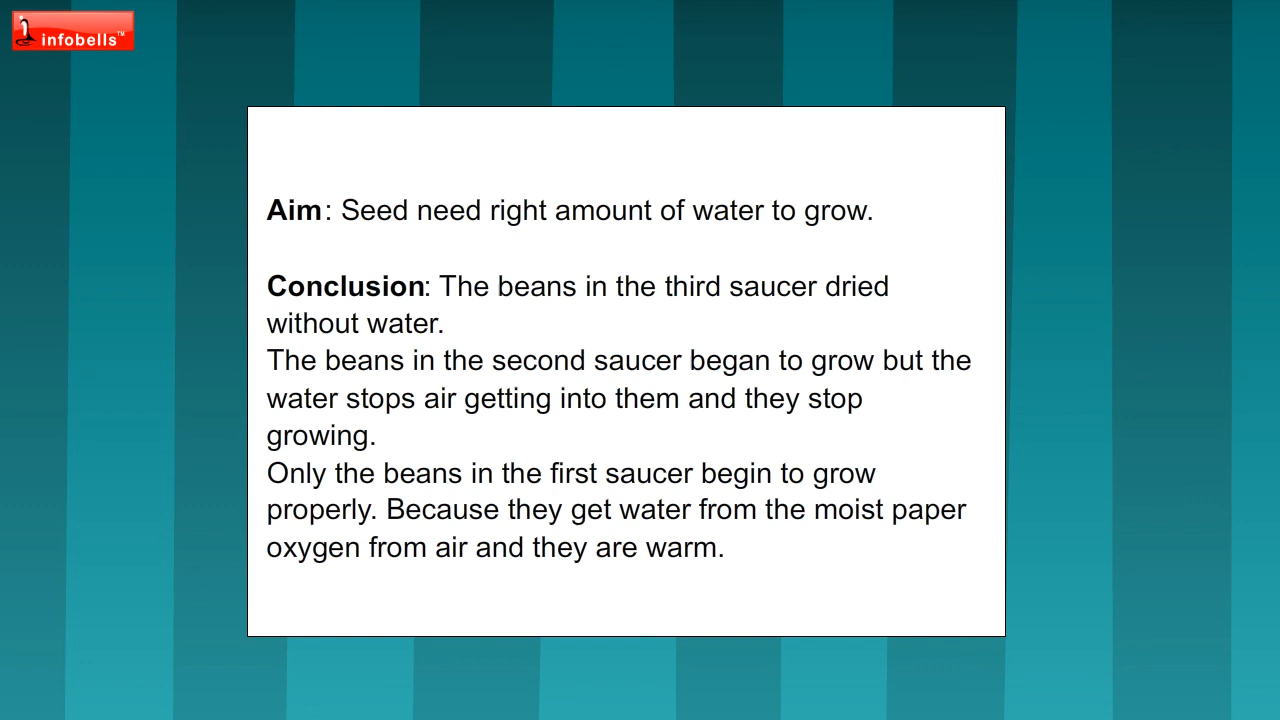 infobells™
Aim : Seed need right amount of water to grow.
Conclusion: The beans in the third saucer dried
without water.
The beans in the second saucer began to grow but the
water stops air getting into them and they stop
growing.
Only the beans in the first saucer begin to grow
properly. Because they get water from the moist paper
oxygen from air and they are warm.